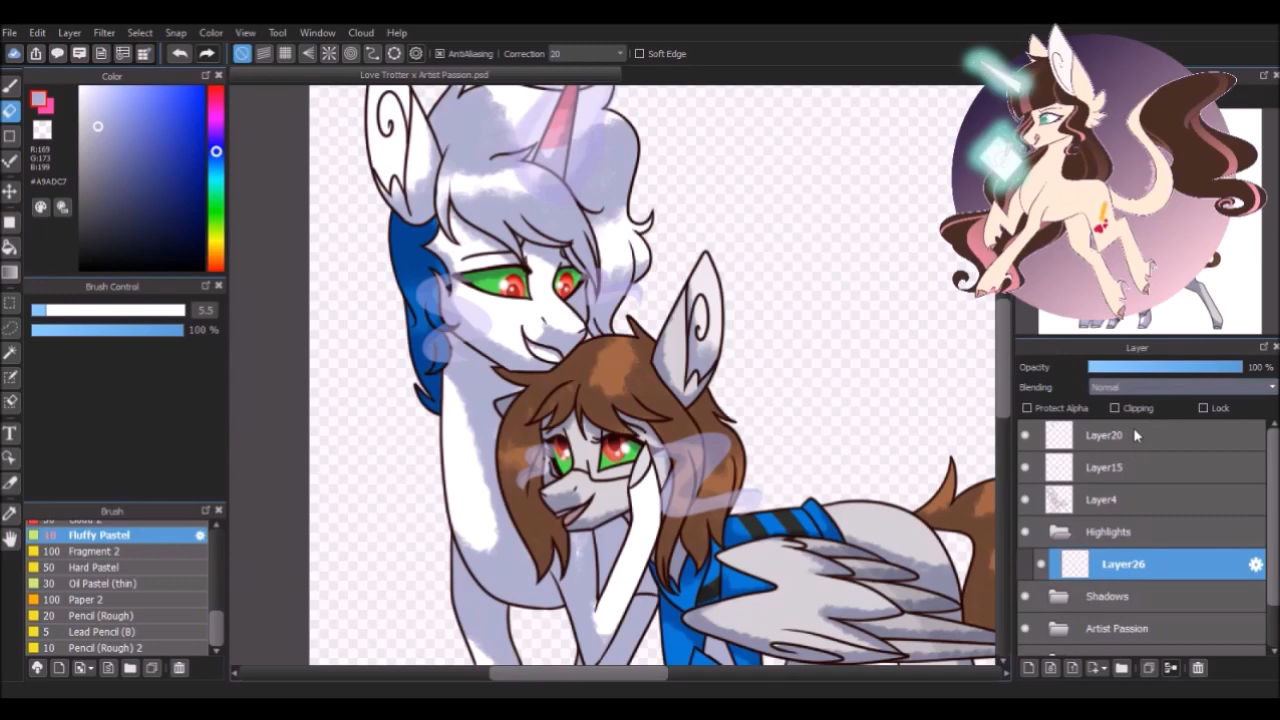 File Edit Layer Filter Select Snap Color View Tool Window Cloud Help
AntiAliasing Correction 20 Soft Edge
Color
Love Trotter x Artist Passion.psd
R:169
G:173
B:199
#A9ADC7
Brush Control
5.5
100 %
Brush
Fluffy Pastel
100 Fragment 2
50 Hard Pastel
30 Oil Pastel (thin)
100 Paper 2
20 Pencil (Rough)
5 Lead Pencil (B)
10 Pencil (Rough) 2
Layer
Opacity 100 %
Blending Normal
Protect Alpha Clipping Lock
Layer20
Layer15
Layer4
Highlights
Layer26
Shadows
Artist Passion